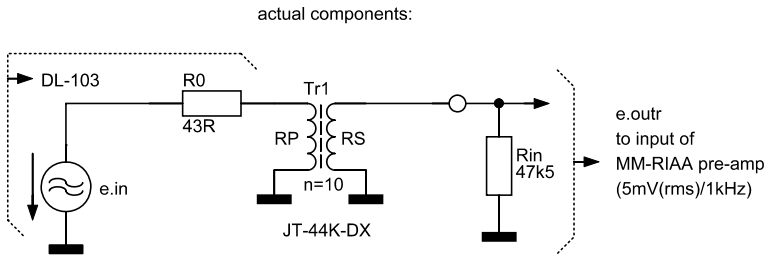 actual components:
DL-103
R0
43R
Tr1
RP
RS
n=10
JT-44K-DX
e.in
Rin
47k5
e.outr
to input of
MM-RIAA pre-amp
(5mV(rms)/1kHz)